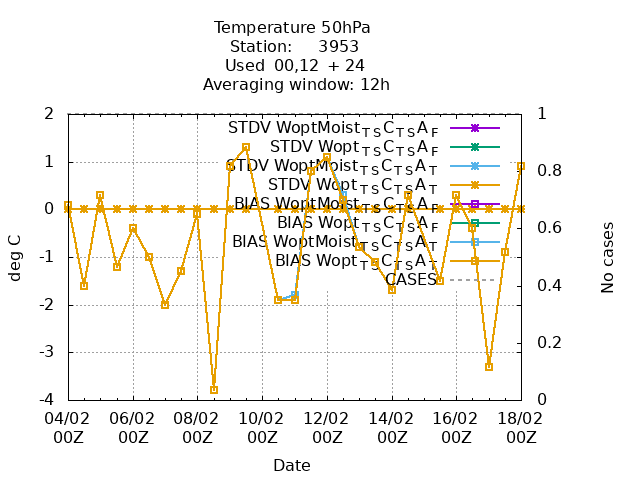 Temperature 50hPa
Station: 3953
Used 00,12 + 24
Averaging window: 12h
2 1
STDV WoptMoist_TS C_TS A_F
STDV Wopt_TS C_TS A_F
1 STDV WoptMoist_TS C_TS A_T 0.8
STDV Wopt_TS C_TS A_T
0 BIAS WoptMoist_TS C_TS A_F
BIAS Wopt_TS C_TS A_F 0.6
BIAS WoptMoist_TS C_TS A_T
-1 BIAS Wopt_TS C_TS A_T
CASES 0.4
-2
-3 0.2
-4 0
deg C
No cases
04/02 06/02 08/02 10/02 12/02 14/02 16/02 18/02
00Z 00Z 00Z 00Z 00Z 00Z 00Z 00Z
Date